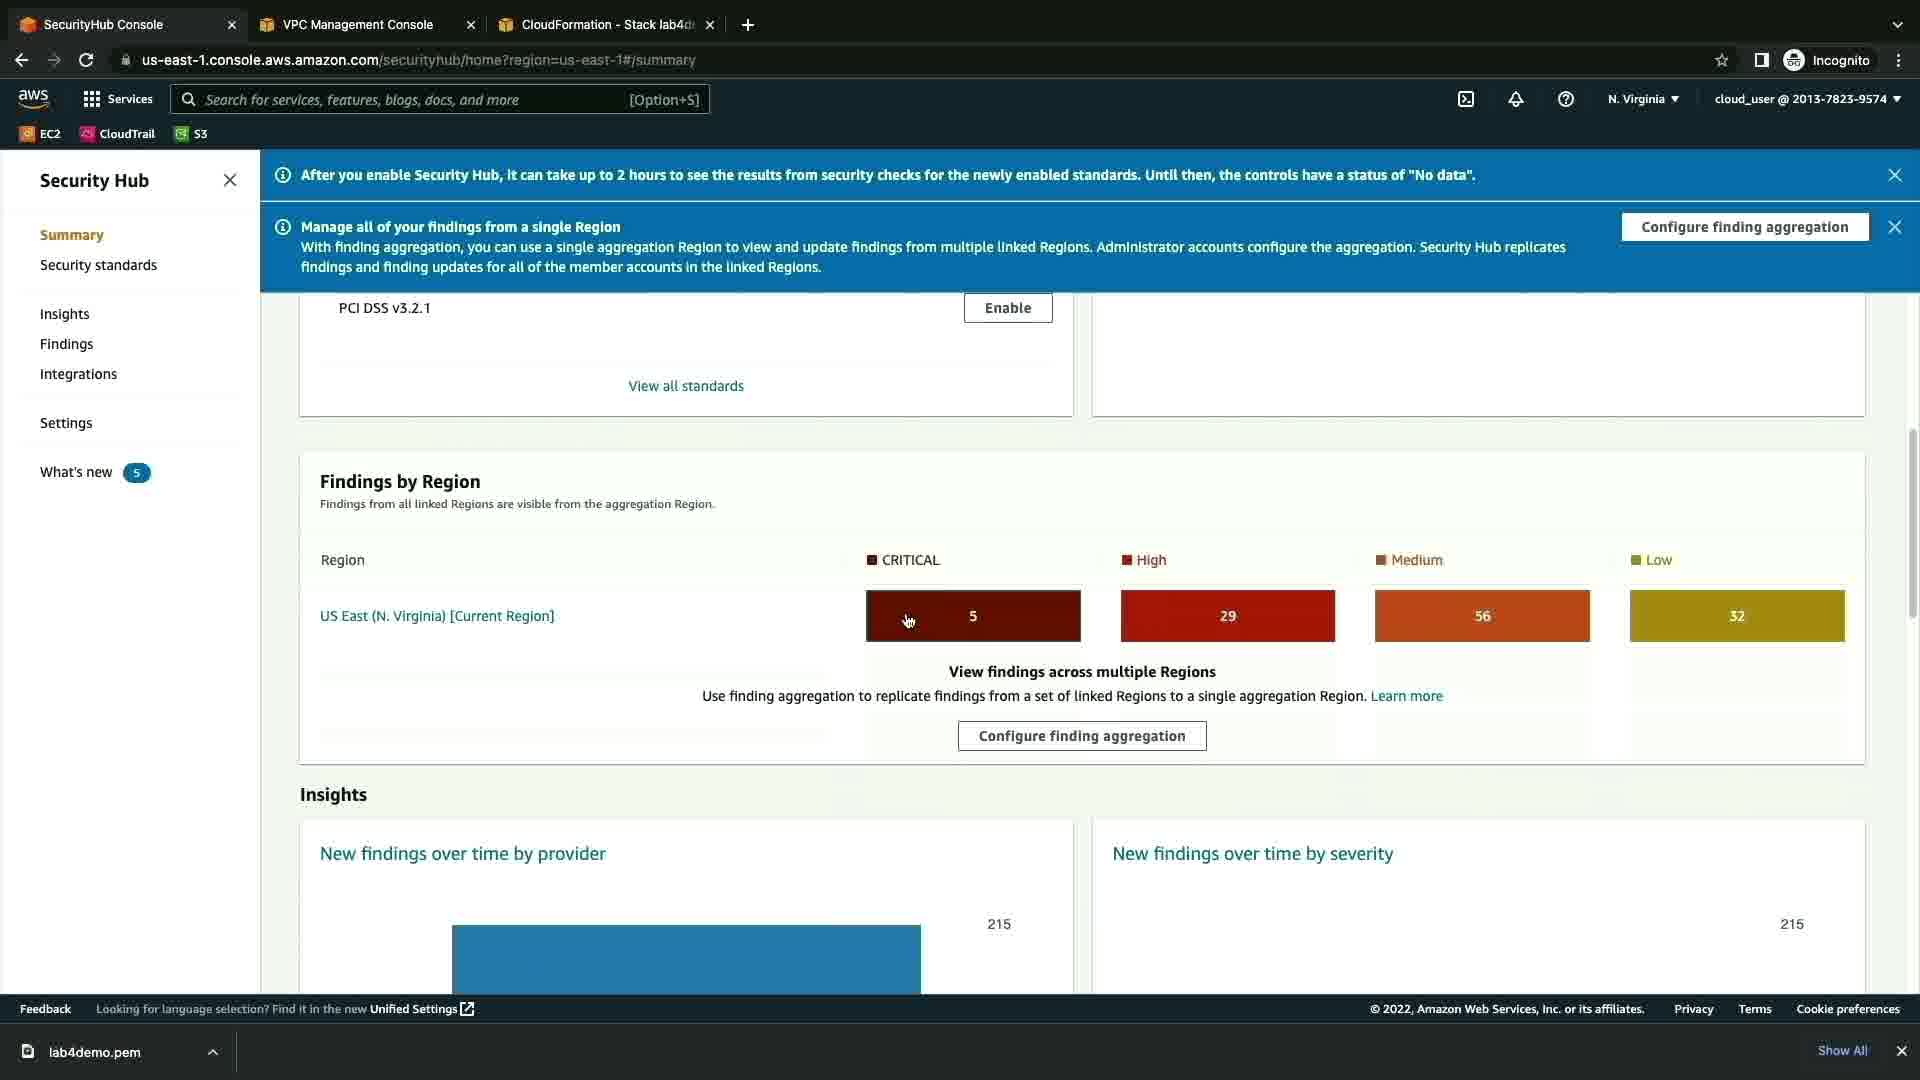 SecurityHub Console
VPC Management Console
CloudFormation - Stack lab4d
us-east-1.console.aws.amazon.com/securityhub/home?region=us-east-1#/summary
Incognito
aws
Services
Search for services, features, blogs, docs, and more
[Option+S]
N. Virginia
cloud_user @ 2013-7823-9574
EC2
CloudTrail
S3
Security Hub
Summary
Security standards
Insights
Findings
Integrations
Settings
What's new 5
After you enable Security Hub, it can take up to 2 hours to see the results from security checks for the newly enabled standards. Until then, the controls have a status of "No data".
Manage all of your findings from a single Region
With finding aggregation, you can use a single aggregation Region to view and update findings from multiple linked Regions. Administrator accounts configure the aggregation. Security Hub replicates
findings and finding updates for all of the member accounts in the linked Regions.
Configure finding aggregation
PCI DSS v3.2.1
Enable
View all standards
Findings by Region
Findings from all linked Regions are visible from the aggregation Region.
Region
CRITICAL
High
Medium
Low
US East (N. Virginia) [Current Region]
5
29
56
32
View findings across multiple Regions
Use finding aggregation to replicate findings from a set of linked Regions to a single aggregation Region. Learn more
Configure finding aggregation
Insights
New findings over time by provider
215
New findings over time by severity
215
Feedback
Looking for language selection? Find it in the new Unified Settings
© 2022, Amazon Web Services, Inc. or its affiliates.
Privacy
Terms
Cookie preferences
lab4demo.pem
Show All